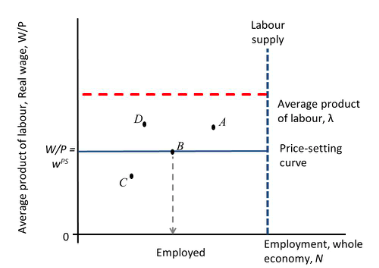 Labour
supply
Average product of labour, Real wage, W/P
Average product
of labour, λ
D
A
W/P =
w^PS
B
Price-setting
curve
C
0
Employed
Employment, whole
economy, N